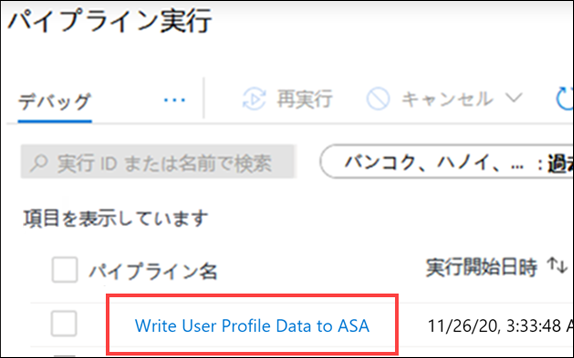 パイプライン実行
デバッグ ... 再実行 キャンセル
実行 ID または名前で検索 バンコク、ハノイ、... : 過去
項目を表示しています
パイプライン名 実行開始日時
Write User Profile Data to ASA 11/26/20, 3:33:48 A